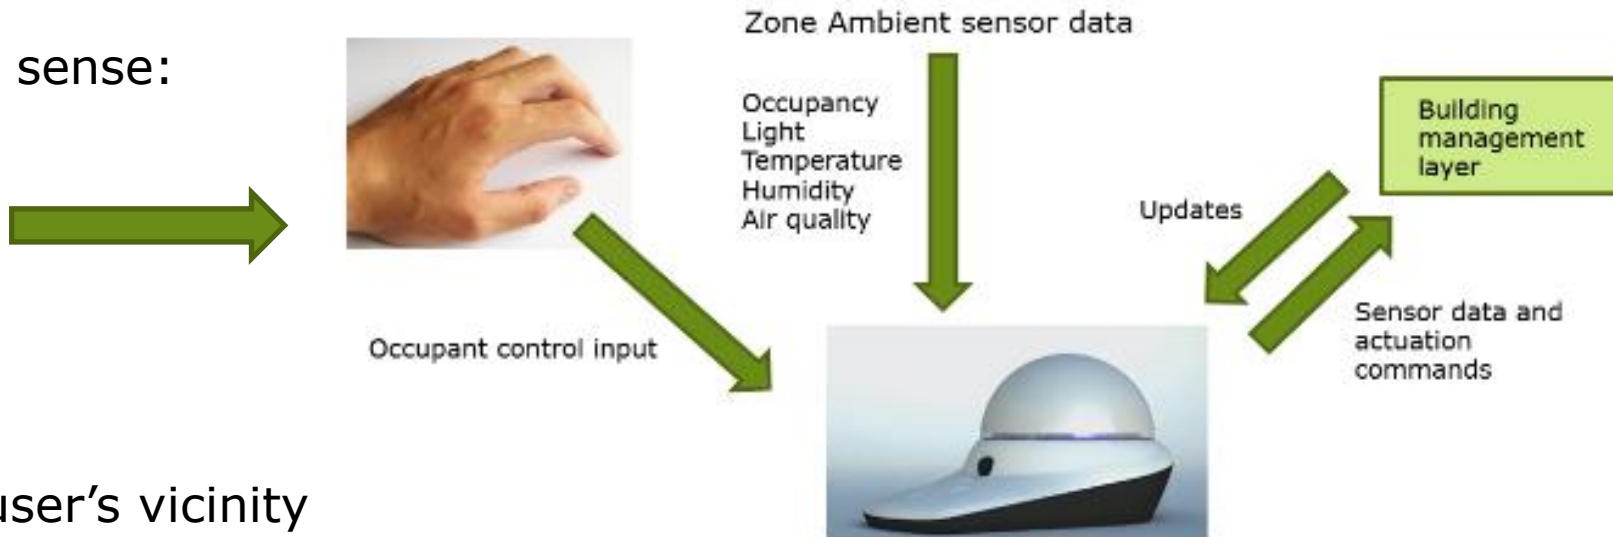 sense:
Zone Ambient sensor data
Occupancy
Light
Temperature
Humidity
Air quality
Building
management
layer
Updates
Sensor data and
actuation
commands
Occupant control input
user’s vicinity